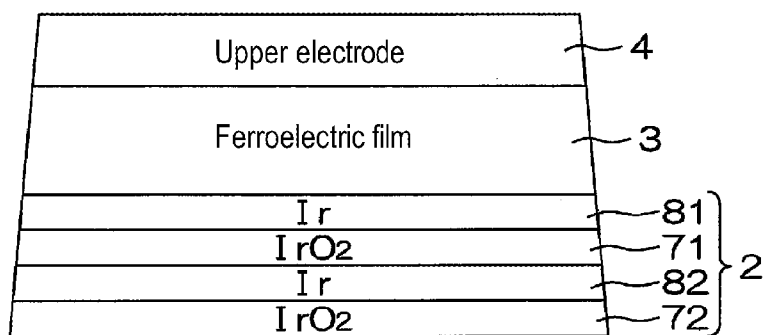 Upper electrode 4
Ferroelectric film 3
Ir 81
IrO2 71
Ir 82
IrO2 72
2